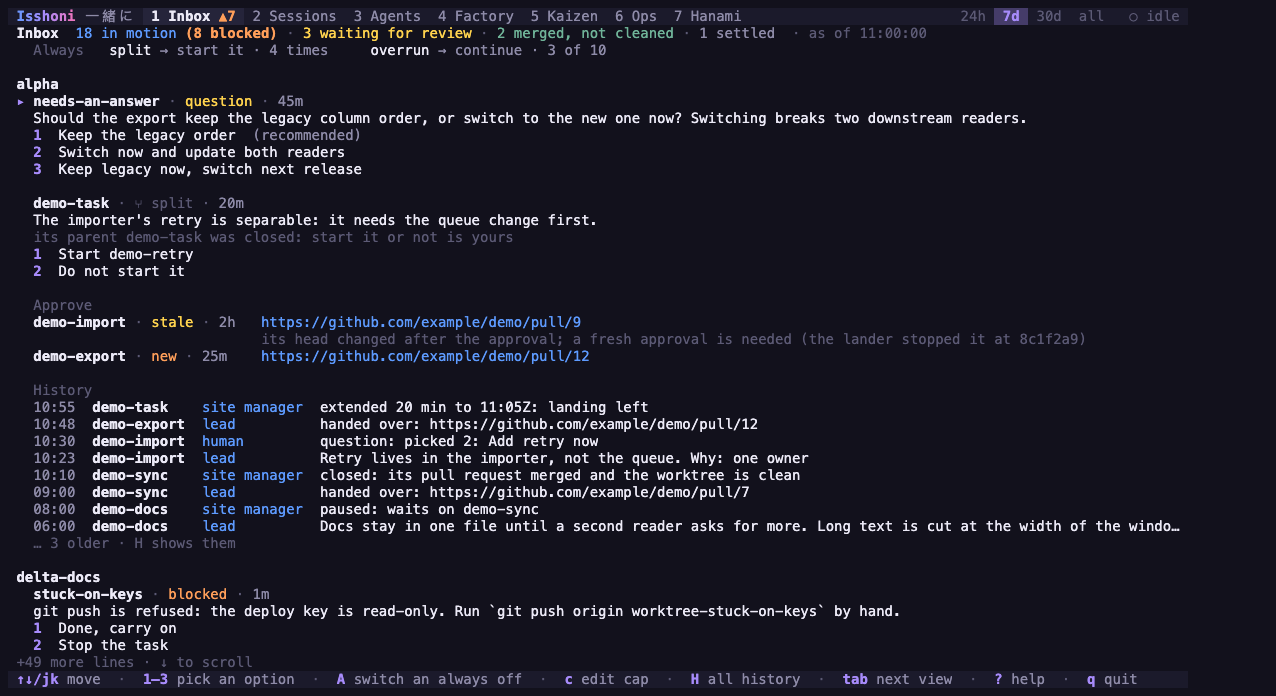 Isshoni 一緒に 1 Inbox ▲7 2 Sessions 3 Agents 4 Factory 5 Kaizen 6 Ops 7 Hanami 24h 7d 30d all ○ idle
Inbox 18 in motion (8 blocked) · 3 waiting for review · 2 merged, not cleaned · 1 settled · as of 11:00:00
Always split → start it · 4 times overrun → continue · 3 of 10
alpha
▸ needs-an-answer · question · 45m
Should the export keep the legacy column order, or switch to the new one now? Switching breaks two downstream readers.
1 Keep the legacy order (recommended)
2 Switch now and update both readers
3 Keep legacy now, switch next release
demo-task · ⑂ split · 20m
The importer's retry is separable: it needs the queue change first.
its parent demo-task was closed: start it or not is yours
1 Start demo-retry
2 Do not start it
Approve
demo-import · stale · 2h https://github.com/example/demo/pull/9
its head changed after the approval; a fresh approval is needed (the lander stopped it at 8c1f2a9)
demo-export · new · 25m https://github.com/example/demo/pull/12
History
10:55 demo-task site manager extended 20 min to 11:05Z: landing left
10:48 demo-export lead handed over: https://github.com/example/demo/pull/12
10:30 demo-import human question: picked 2: Add retry now
10:23 demo-import lead Retry lives in the importer, not the queue. Why: one owner
10:10 demo-sync site manager closed: its pull request merged and the worktree is clean
09:00 demo-sync lead handed over: https://github.com/example/demo/pull/7
08:00 demo-docs site manager paused: waits on demo-sync
06:00 demo-docs lead Docs stay in one file until a second reader asks for more. Long text is cut at the width of the windo…
… 3 older · H shows them
delta-docs
stuck-on-keys · blocked · 1m
git push is refused: the deploy key is read-only. Run `git push origin worktree-stuck-on-keys` by hand.
1 Done, carry on
2 Stop the task
+49 more lines · ↓ to scroll
↑↓/jk move · 1–3 pick an option · A switch an always off · c edit cap · H all history · tab next view · ? help · q quit